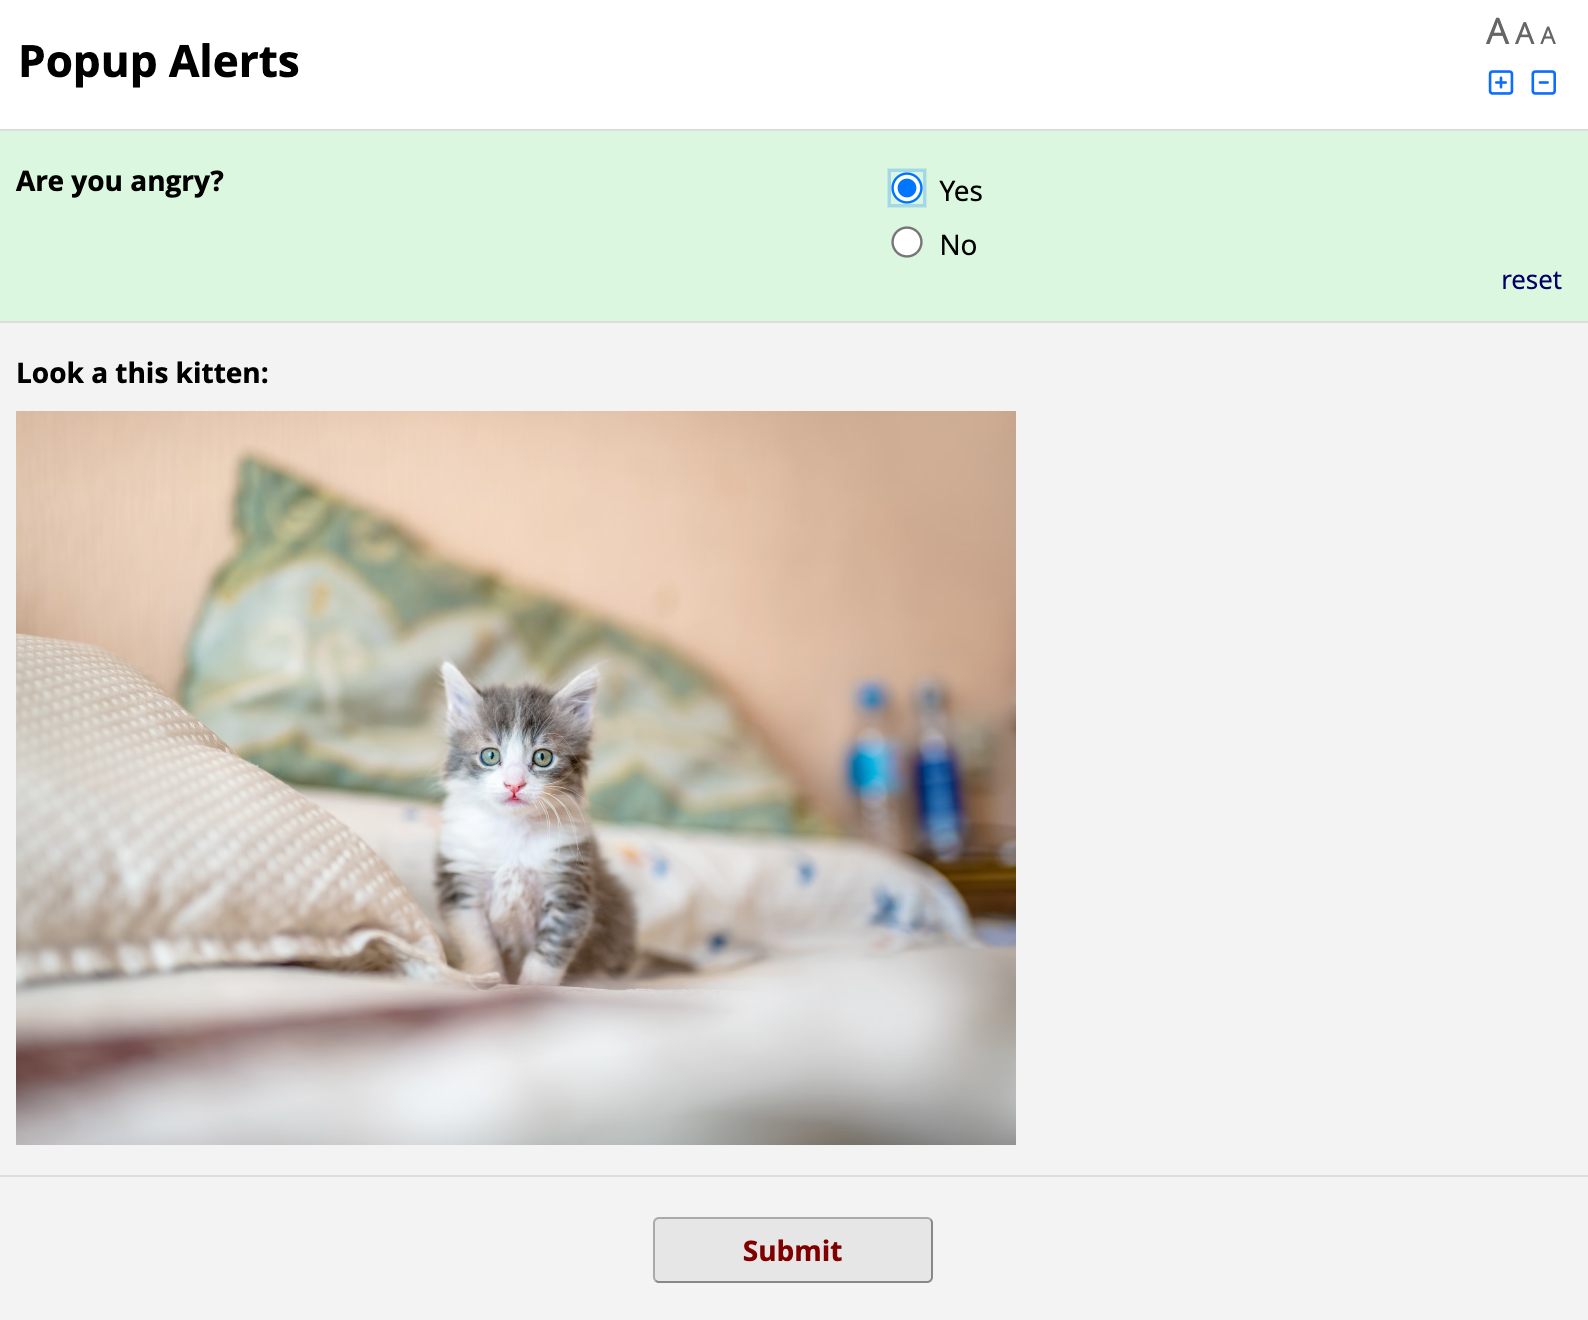 Popup Alerts
A A A
Are you angry?
Yes
No
reset
Look a this kitten:
Submit